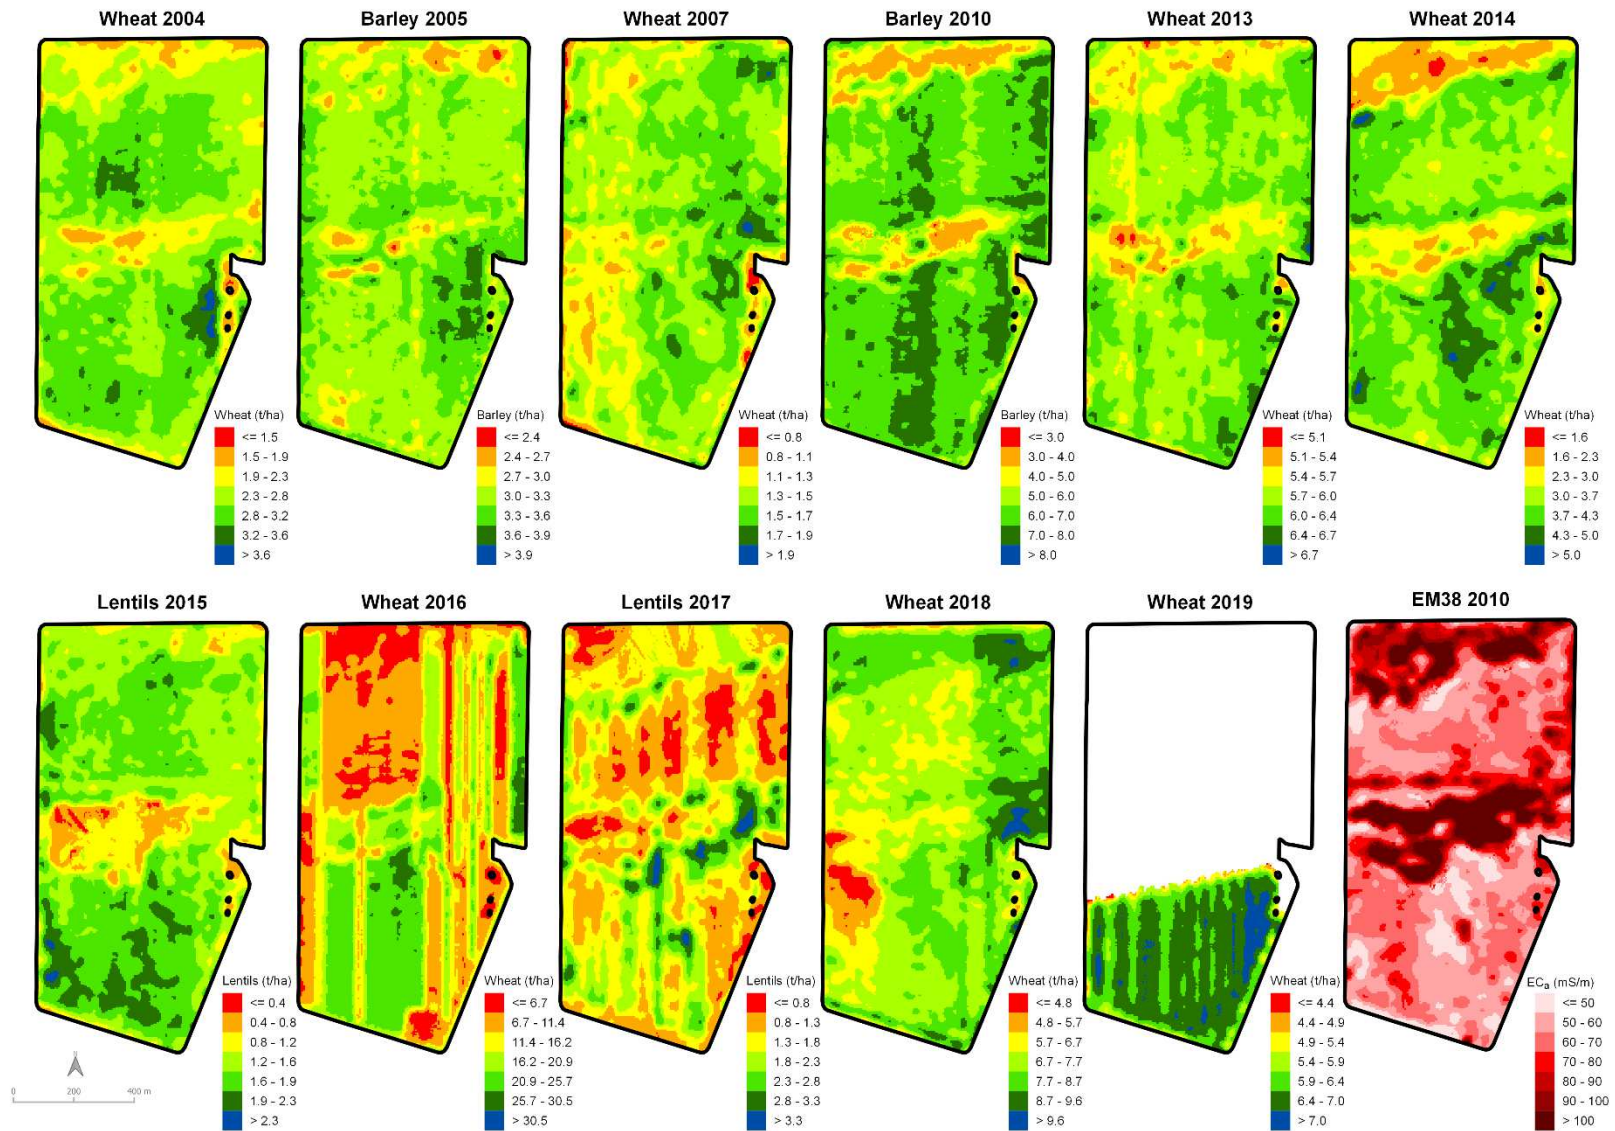 Wheat 2004
Barley 2005
Wheat 2007
Barley 2010
Wheat 2013
Wheat 2014
Wheat (t/ha)
<= 1.5
1.5 - 1.9
1.9 - 2.3
2.3 - 2.8
2.8 - 3.2
3.2 - 3.6
> 3.6
Barley (t/ha)
<= 2.4
2.4 - 2.7
2.7 - 3.0
3.0 - 3.3
3.3 - 3.6
3.6 - 3.9
> 3.9
Wheat (t/ha)
<= 0.8
0.8 - 1.1
1.1 - 1.3
1.3 - 1.5
1.5 - 1.7
1.7 - 1.9
> 1.9
Barley (t/ha)
<= 3.0
3.0 - 4.0
4.0 - 5.0
5.0 - 6.0
6.0 - 7.0
7.0 - 8.0
> 8.0
Wheat (t/ha)
<= 5.1
5.1 - 5.4
5.4 - 5.7
5.7 - 6.0
6.0 - 6.4
6.4 - 6.7
> 6.7
Wheat (t/ha)
<= 1.6
1.6 - 2.3
2.3 - 3.0
3.0 - 3.7
3.7 - 4.3
4.3 - 5.0
> 5.0
Lentils 2015
Wheat 2016
Lentils 2017
Wheat 2018
Wheat 2019
EM38 2010
Lentils (t/ha)
<= 0.4
0.4 - 0.8
0.8 - 1.2
1.2 - 1.6
1.6 - 1.9
1.9 - 2.3
> 2.3
Wheat (t/ha)
<= 6.7
6.7 - 11.4
11.4 - 16.2
16.2 - 20.9
20.9 - 25.7
25.7 - 30.5
> 30.5
Lentils (t/ha)
<= 0.8
0.8 - 1.3
1.3 - 1.8
1.8 - 2.3
2.3 - 2.8
2.8 - 3.3
> 3.3
Wheat (t/ha)
<= 4.8
4.8 - 5.7
5.7 - 6.7
6.7 - 7.7
7.7 - 8.7
8.7 - 9.6
> 9.6
Wheat (t/ha)
<= 4.4
4.4 - 4.9
4.9 - 5.4
5.4 - 5.9
5.9 - 6.4
6.4 - 7.0
> 7.0
ECa (mS/m)
<= 50
50 - 60
60 - 70
70 - 80
80 - 90
90 - 100
> 100
0 200 400 m